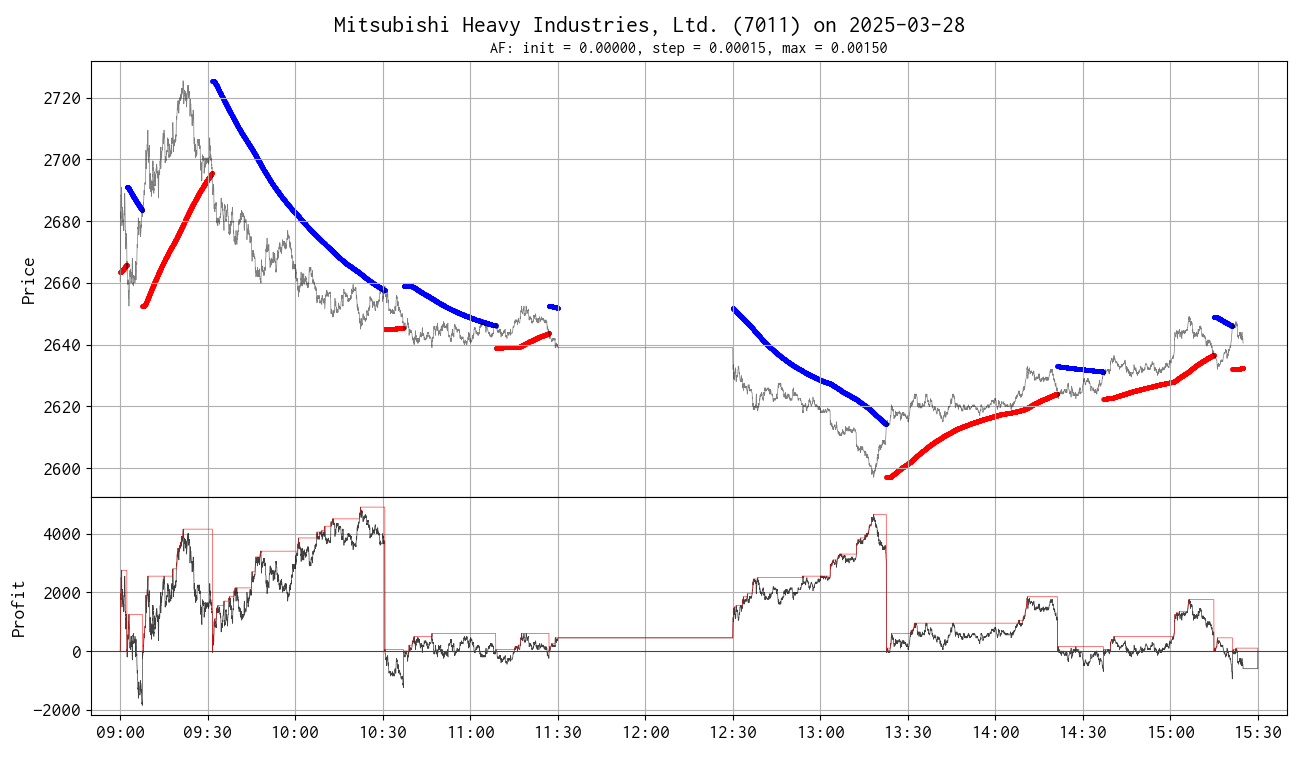 Mitsubishi Heavy Industries, Ltd. (7011) on 2025-03-28
AF: init = 0.00000, step = 0.00015, max = 0.00150
Price
2720
2700
2680
2660
2640
2620
2600
Profit
4000
2000
0
−2000
09:00 09:30 10:00 10:30 11:00 11:30 12:00 12:30 13:00 13:30 14:00 14:30 15:00 15:30